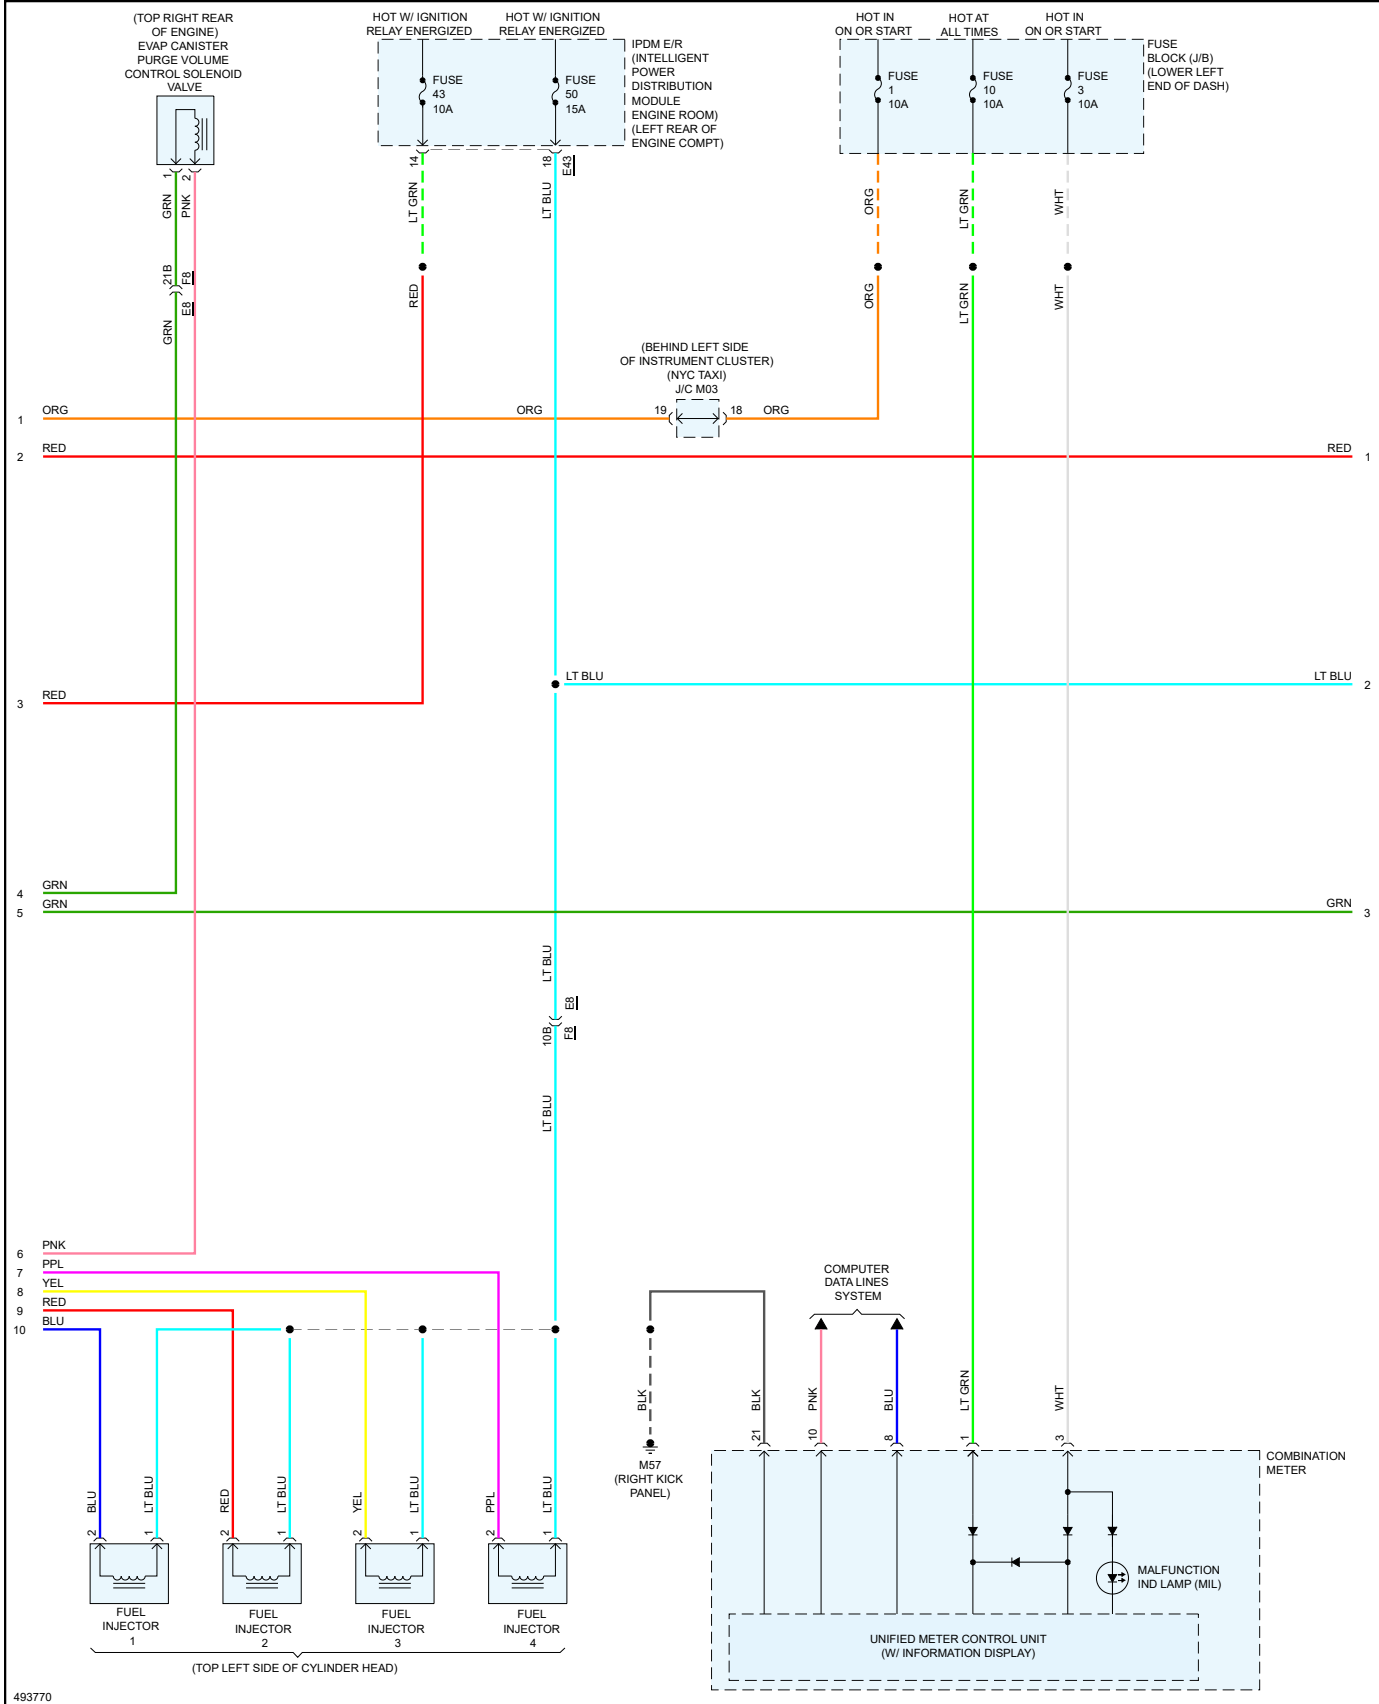 (TOP RIGHT REAR
OF ENGINE)
EVAP CANISTER
PURGE VOLUME
CONTROL SOLENOID
VALVE
HOT W/ IGNITION
RELAY ENERGIZED
HOT W/ IGNITION
RELAY ENERGIZED
FUSE
43
10A
FUSE
50
15A
IPDM E/R
(INTELLIGENT
POWER
DISTRIBUTION
MODULE
ENGINE ROOM)
(LEFT REAR OF
ENGINE COMPT)
HOT IN
ON OR START
HOT AT
ALL TIMES
HOT IN
ON OR START
FUSE
1
10A
FUSE
10
10A
FUSE
3
10A
FUSE
BLOCK (J/B)
(LOWER LEFT
END OF DASH)
1
2
14
18
E43
GRN
PNK
LT GRN
LT BLU
ORG
LT GRN
WHT
21B
F8
E8
GRN
RED
ORG
LT GRN
WHT
(BEHIND LEFT SIDE
OF INSTRUMENT CLUSTER)
(NYC TAXI)
J/C M03
1
ORG
ORG
19
18
ORG
2
RED
RED
1
3
RED
LT BLU
LT BLU
2
4
GRN
5
GRN
GRN
3
LT BLU
E8
10B
F8
LT BLU
6
PNK
7
PPL
8
YEL
9
RED
10
BLU
COMPUTER
DATA LINES
SYSTEM
BLK
BLK
PNK
BLU
LT GRN
WHT
21
10
8
1
3
M57
(RIGHT KICK
PANEL)
COMBINATION
METER
BLU
LT BLU
RED
LT BLU
YEL
LT BLU
PPL
LT BLU
2
1
2
1
2
1
2
1
FUEL
INJECTOR
1
FUEL
INJECTOR
2
FUEL
INJECTOR
3
FUEL
INJECTOR
4
(TOP LEFT SIDE OF CYLINDER HEAD)
MALFUNCTION
IND LAMP (MIL)
UNIFIED METER CONTROL UNIT
(W/ INFORMATION DISPLAY)
493770